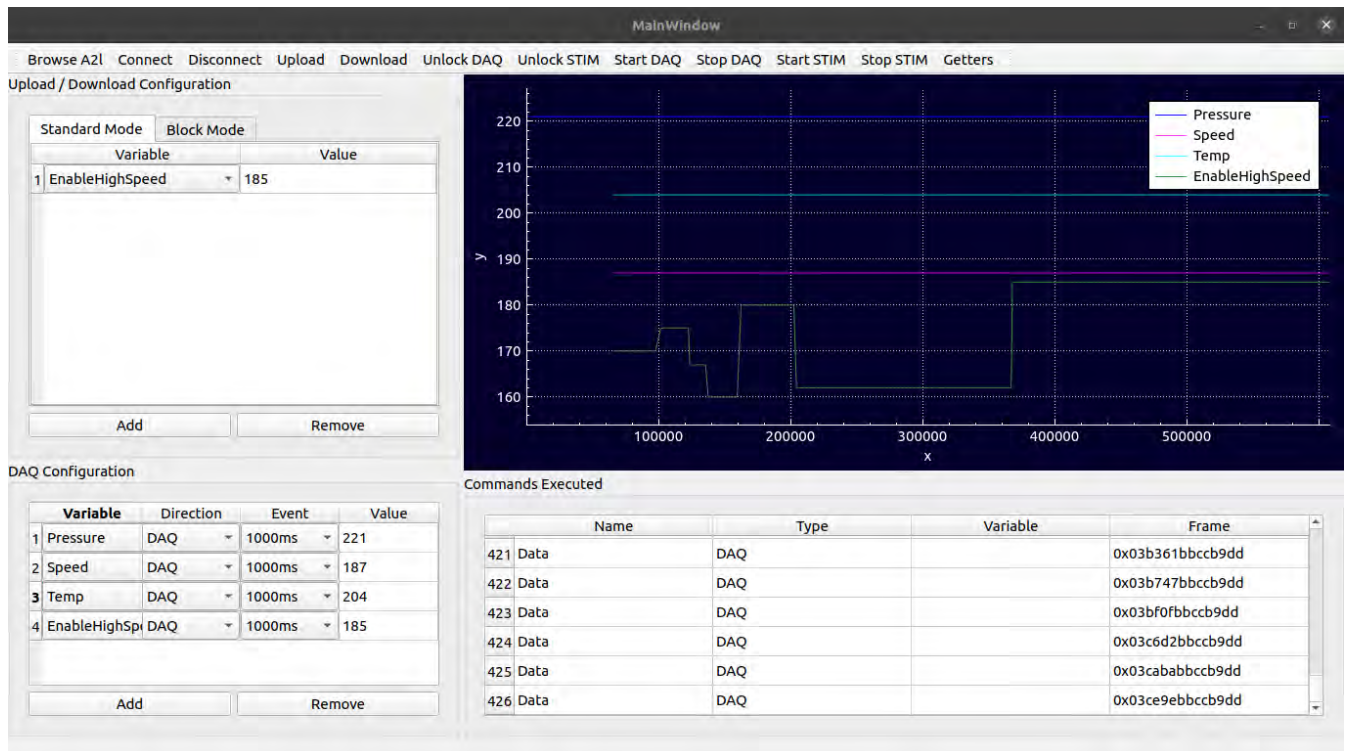 MainWindow
Browse A2l Connect Disconnect Upload Download Unlock DAQ Unlock STIM Start DAQ Stop DAQ Start STIM Stop STIM Getters
Upload / Download Configuration
Standard Mode Block Mode
Variable Value
1 EnableHighSpeed 185
Add Remove
DAQ Configuration
Variable Direction Event Value
1 Pressure DAQ 1000ms 221
2 Speed DAQ 1000ms 187
3 Temp DAQ 1000ms 204
4 EnableHighSp DAQ 1000ms 185
Add Remove
Pressure
Speed
Temp
EnableHighSpeed
220
210
200
190
180
170
160
y
100000 200000 300000 400000 500000
x
Commands Executed
Name Type Variable Frame
421 Data DAQ 0x03b361bbccb9dd
422 Data DAQ 0x03b747bbccb9dd
423 Data DAQ 0x03bf0fbbccb9dd
424 Data DAQ 0x03c6d2bbccb9dd
425 Data DAQ 0x03cababbccb9dd
426 Data DAQ 0x03ce9ebbccb9dd